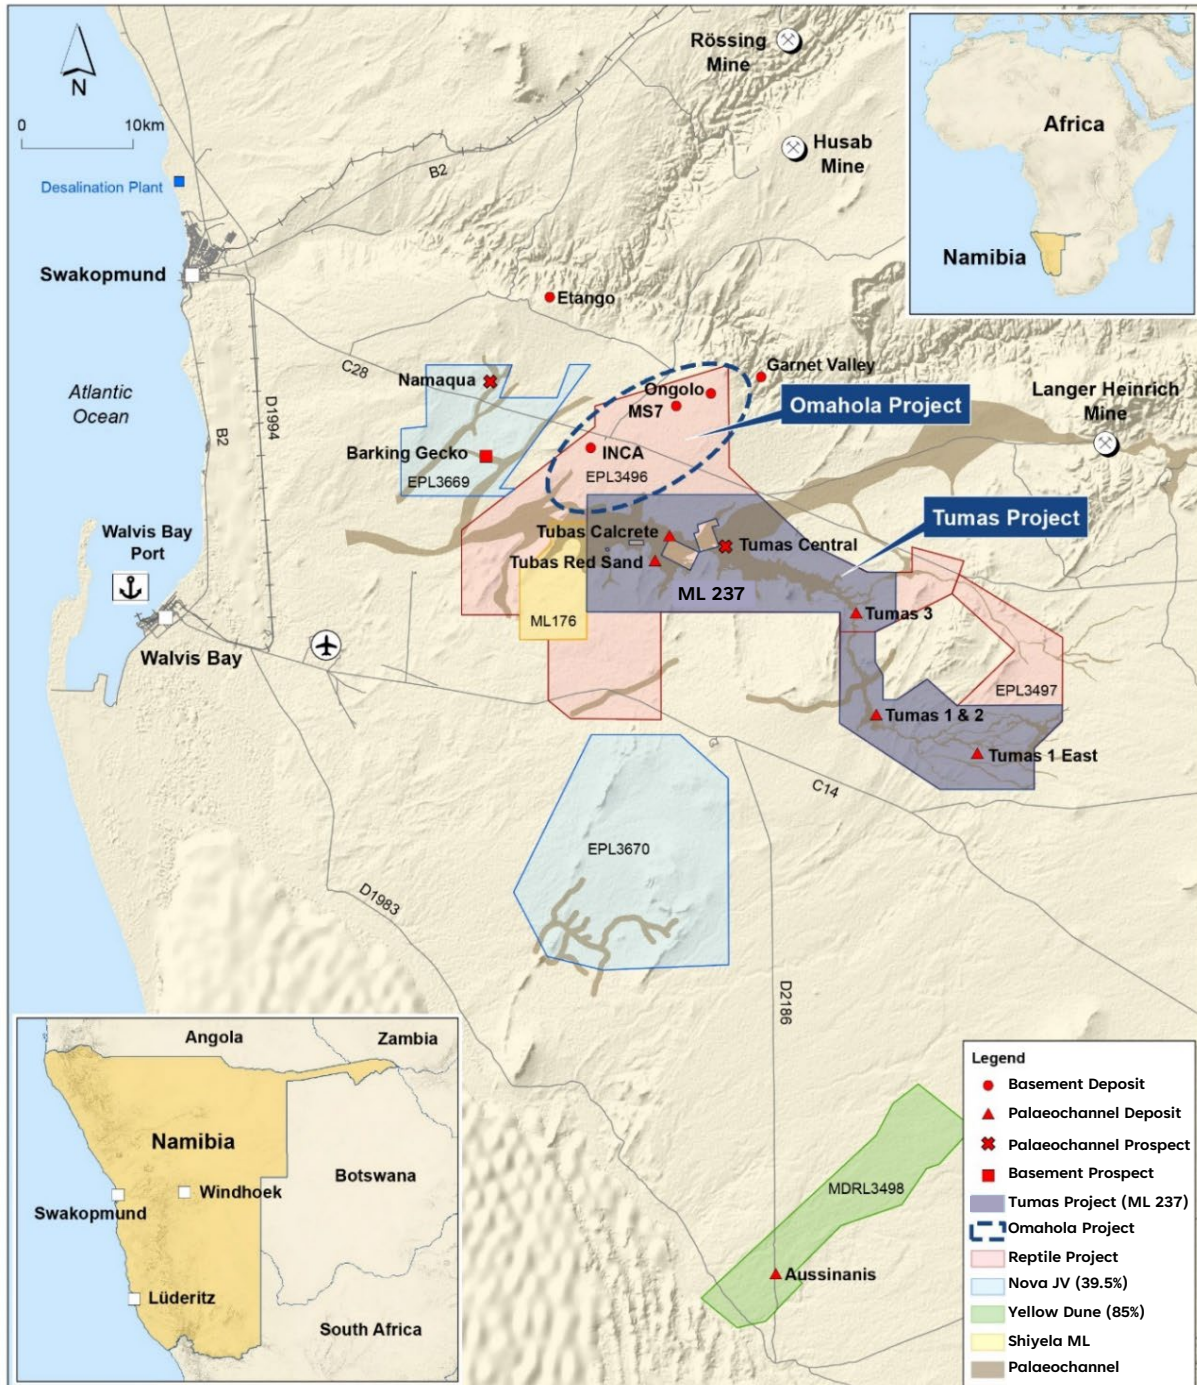 N
0
10km
Desalination Plant
Swakopmund
Atlantic
Ocean
B2
B2
D1994
C28
Rössing
Mine
Husab
Mine
Africa
Namibia
Etango
Namaqua
Barking Gecko
EPL3669
Ongolo
MS7
INCA
EPL3496
Garnet Valley
Omahola Project
Langer Heinrich
Mine
Walvis Bay
Port
Walvis Bay
Tubas Calcrete
Tubas Red Sand
Tumas Central
Tumas Project
ML 237
ML176
Tumas 3
EPL3497
Tumas 1 & 2
Tumas 1 East
C14
EPL3670
D1983
D2186
MDRL3498
Aussinanis
Angola
Zambia
Namibia
Botswana
Windhoek
Swakopmund
Lüderitz
South Africa
Legend
Basement Deposit
Palaeochannel Deposit
Palaeochannel Prospect
Basement Prospect
Tumas Project (ML 237)
Omahola Project
Reptile Project
Nova JV (39.5%)
Yellow Dune (85%)
Shiyela ML
Palaeochannel